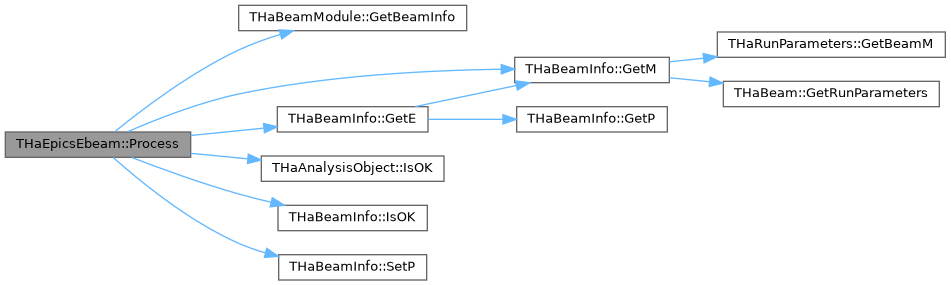 THaBeamModule::GetBeamInfo
THaRunParameters::GetBeamM
THaBeamInfo::GetM
THaBeam::GetRunParameters
THaBeamInfo::GetE
THaBeamInfo::GetP
THaEpicsEbeam::Process
THaAnalysisObject::IsOK
THaBeamInfo::IsOK
THaBeamInfo::SetP